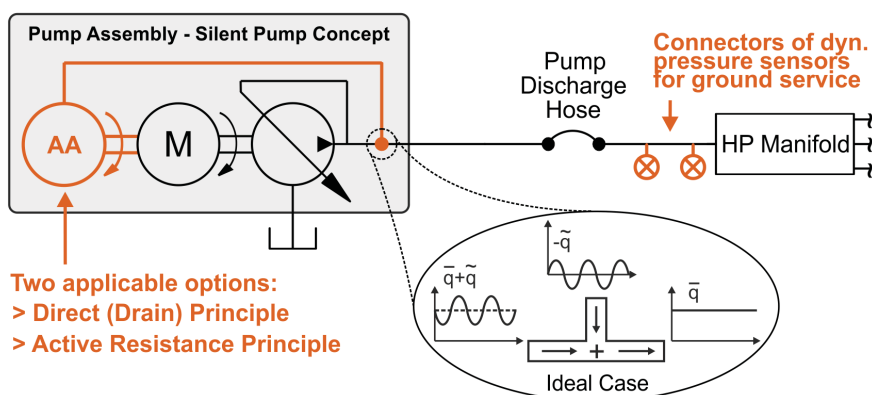 Pump Assembly - Silent Pump Concept
AA
M
Pump
Discharge
Hose
Connectors of dyn.
pressure sensors
for ground service
HP Manifold
Two applicable options:
> Direct (Drain) Principle
> Active Resistance Principle
-q̃
q̄+q̃
q̄
+
Ideal Case